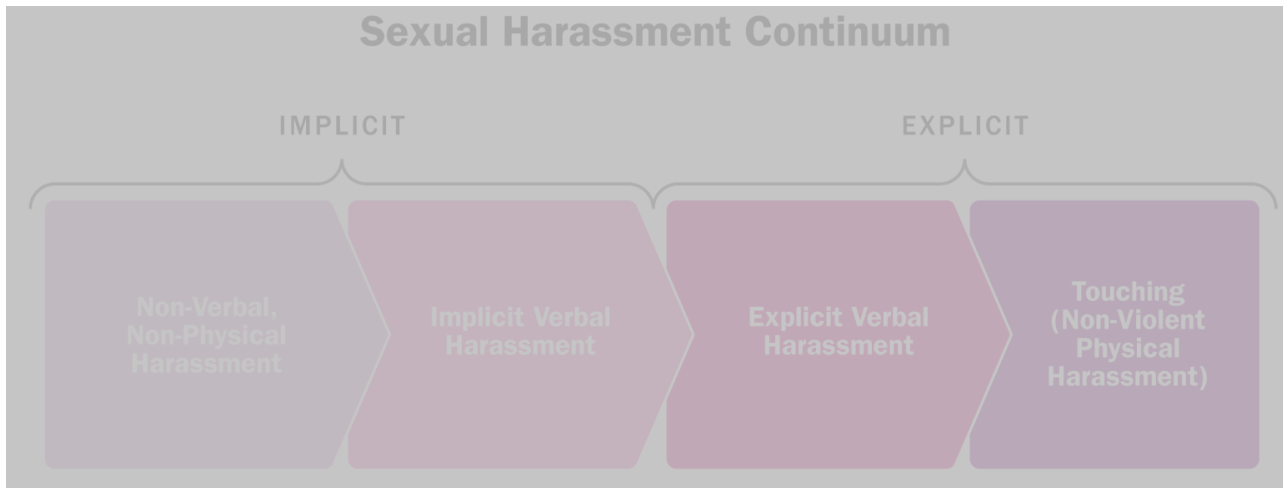 Sexual Harassment Continuum
IMPLICIT
EXPLICIT
Non-Verbal,
Non-Physical
Harassment
Implicit Verbal
Harassment
Explicit Verbal
Harassment
Touching
(Non-Violent
Physical
Harassment)